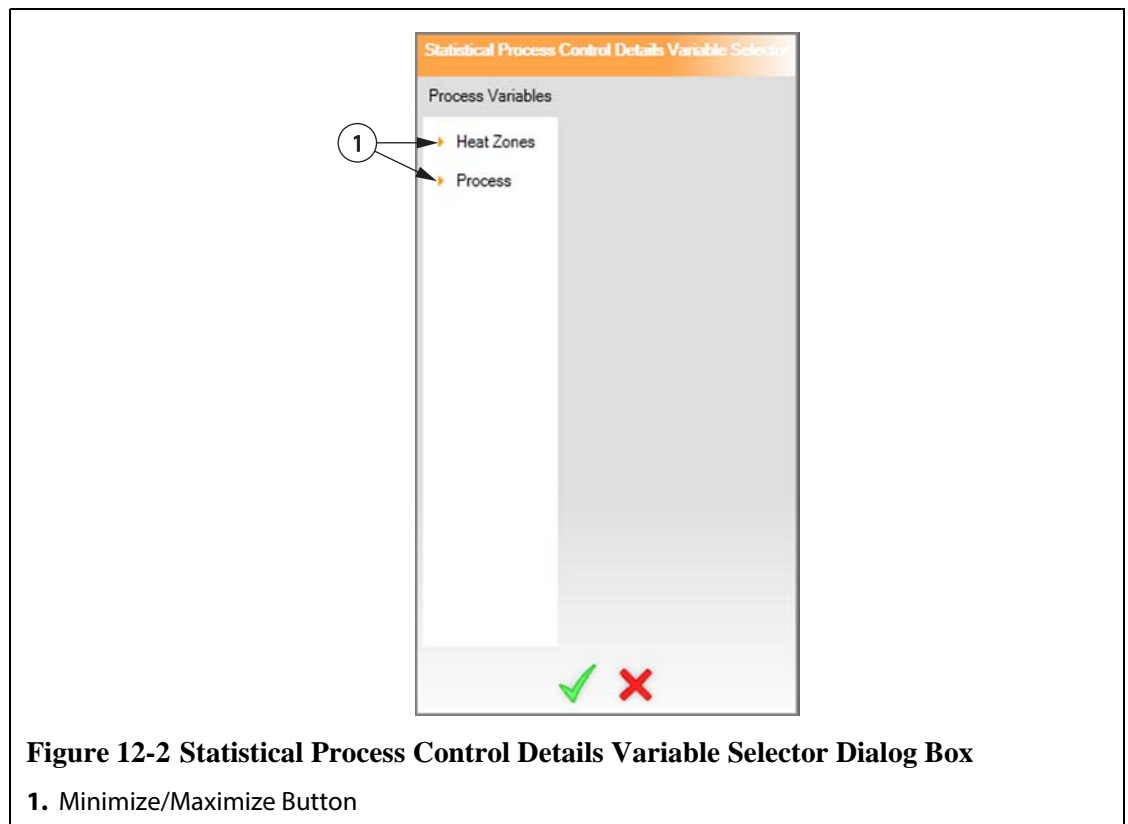 Statistical Process Control Details Variable Selector
Process Variables
1
Heat Zones
Process
Figure 12-2 Statistical Process Control Details Variable Selector Dialog Box
1. Minimize/Maximize Button